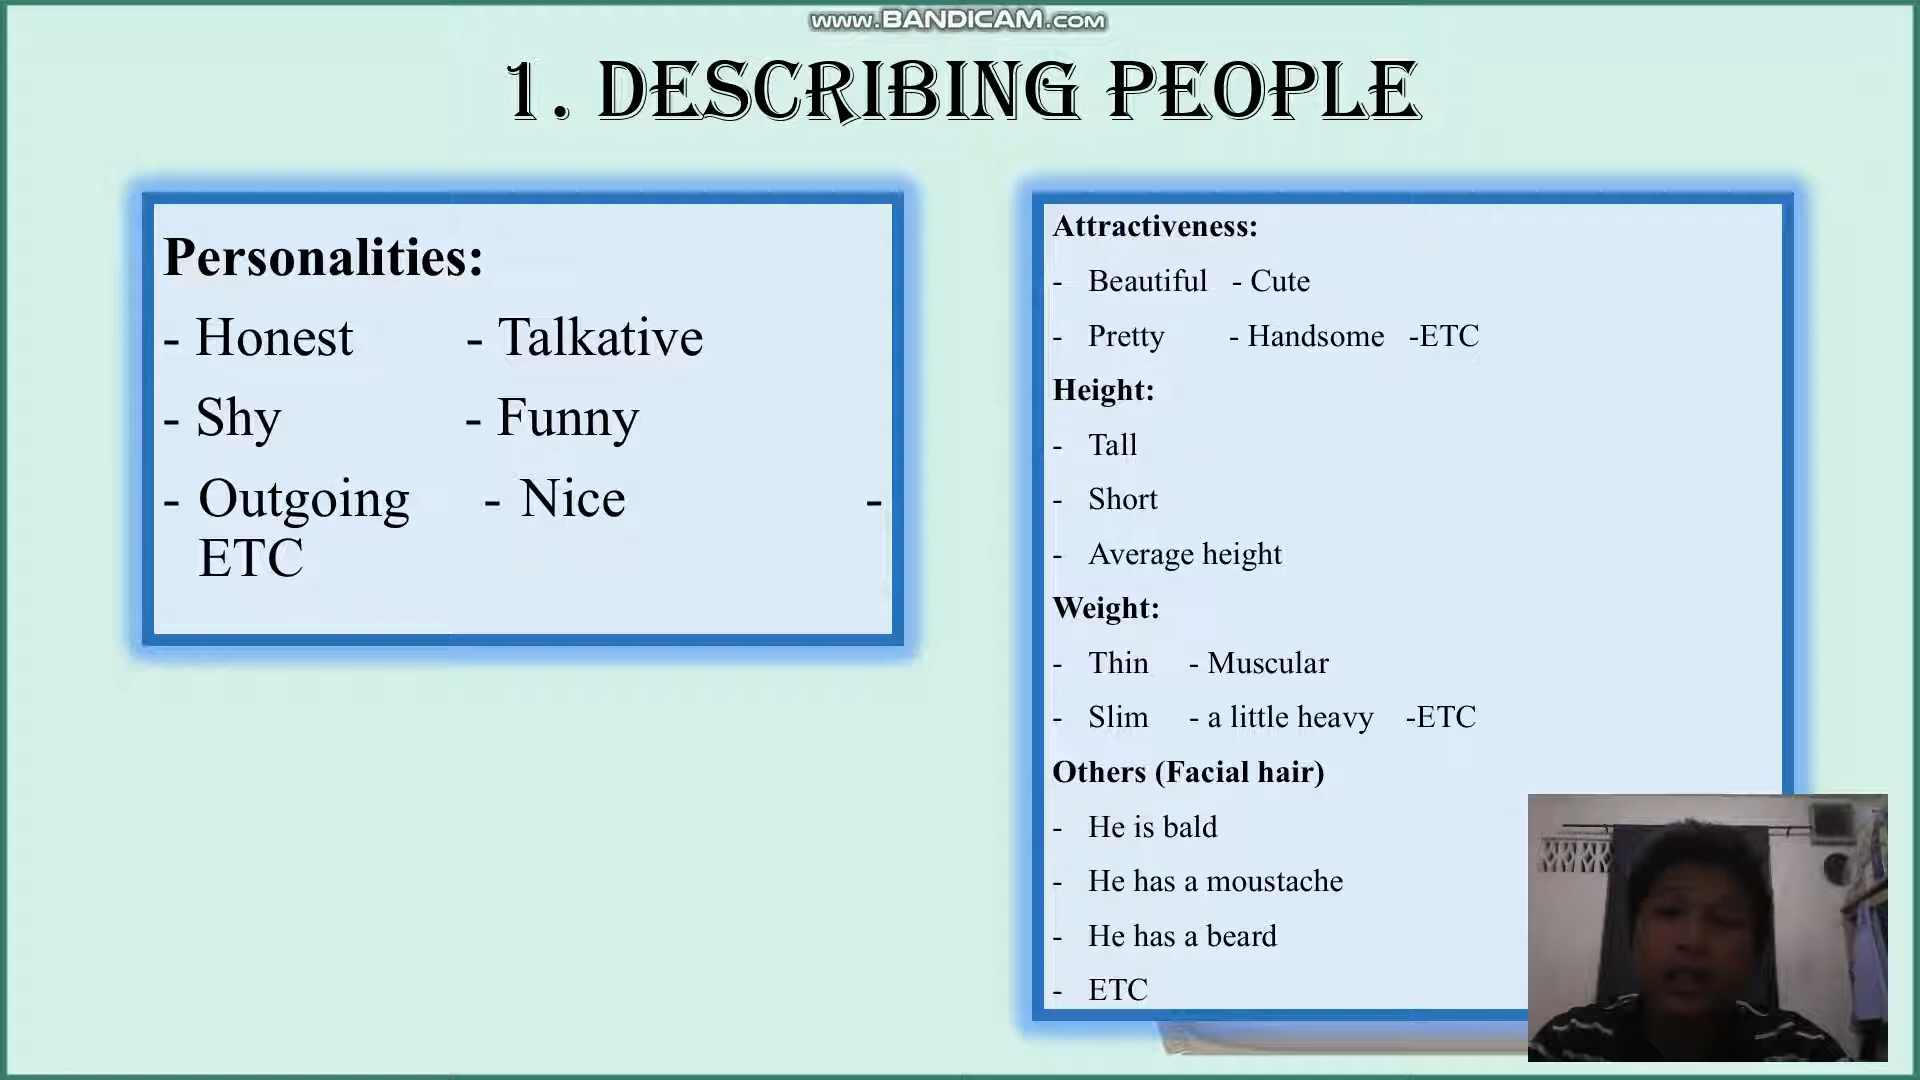 www.BANDICAM.com
1. DESCRIBING PEOPLE
Personalities:
- Honest - Talkative
- Shy - Funny
- Outgoing - Nice -
ETC
Attractiveness:
- Beautiful - Cute
- Pretty - Handsome -ETC
Height:
- Tall
- Short
- Average height
Weight:
- Thin - Muscular
- Slim - a little heavy -ETC
Others (Facial hair)
- He is bald
- He has a moustache
- He has a beard
- ETC